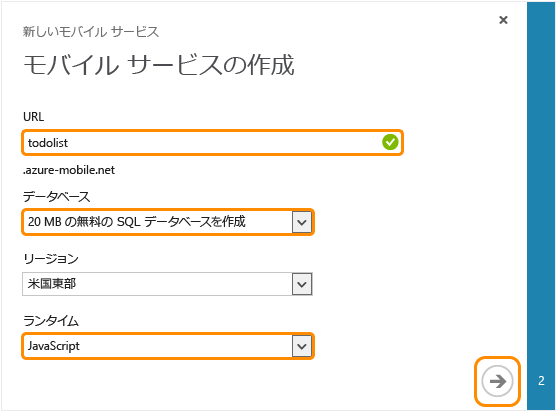 新しいモバイル サービス
モバイル サービスの作成
URL
todolist
.azure-mobile.net
データベース
20 MB の無料の SQL データベースを作成
リージョン
米国東部
ランタイム
JavaScript
2